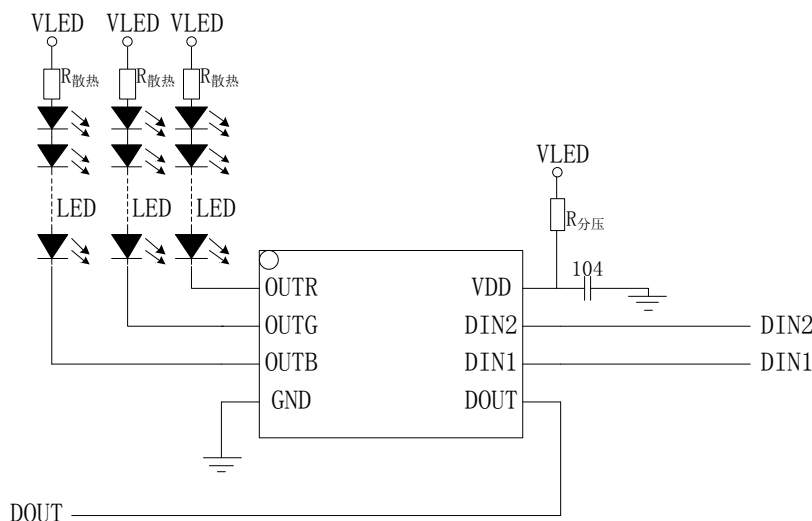 VLED VLED VLED
R散热 R散热 R散热
VLED
LED LED LED
R分压
104
OUTR VDD
OUTG DIN2 DIN2
OUTB DIN1 DIN1
GND DOUT
DOUT